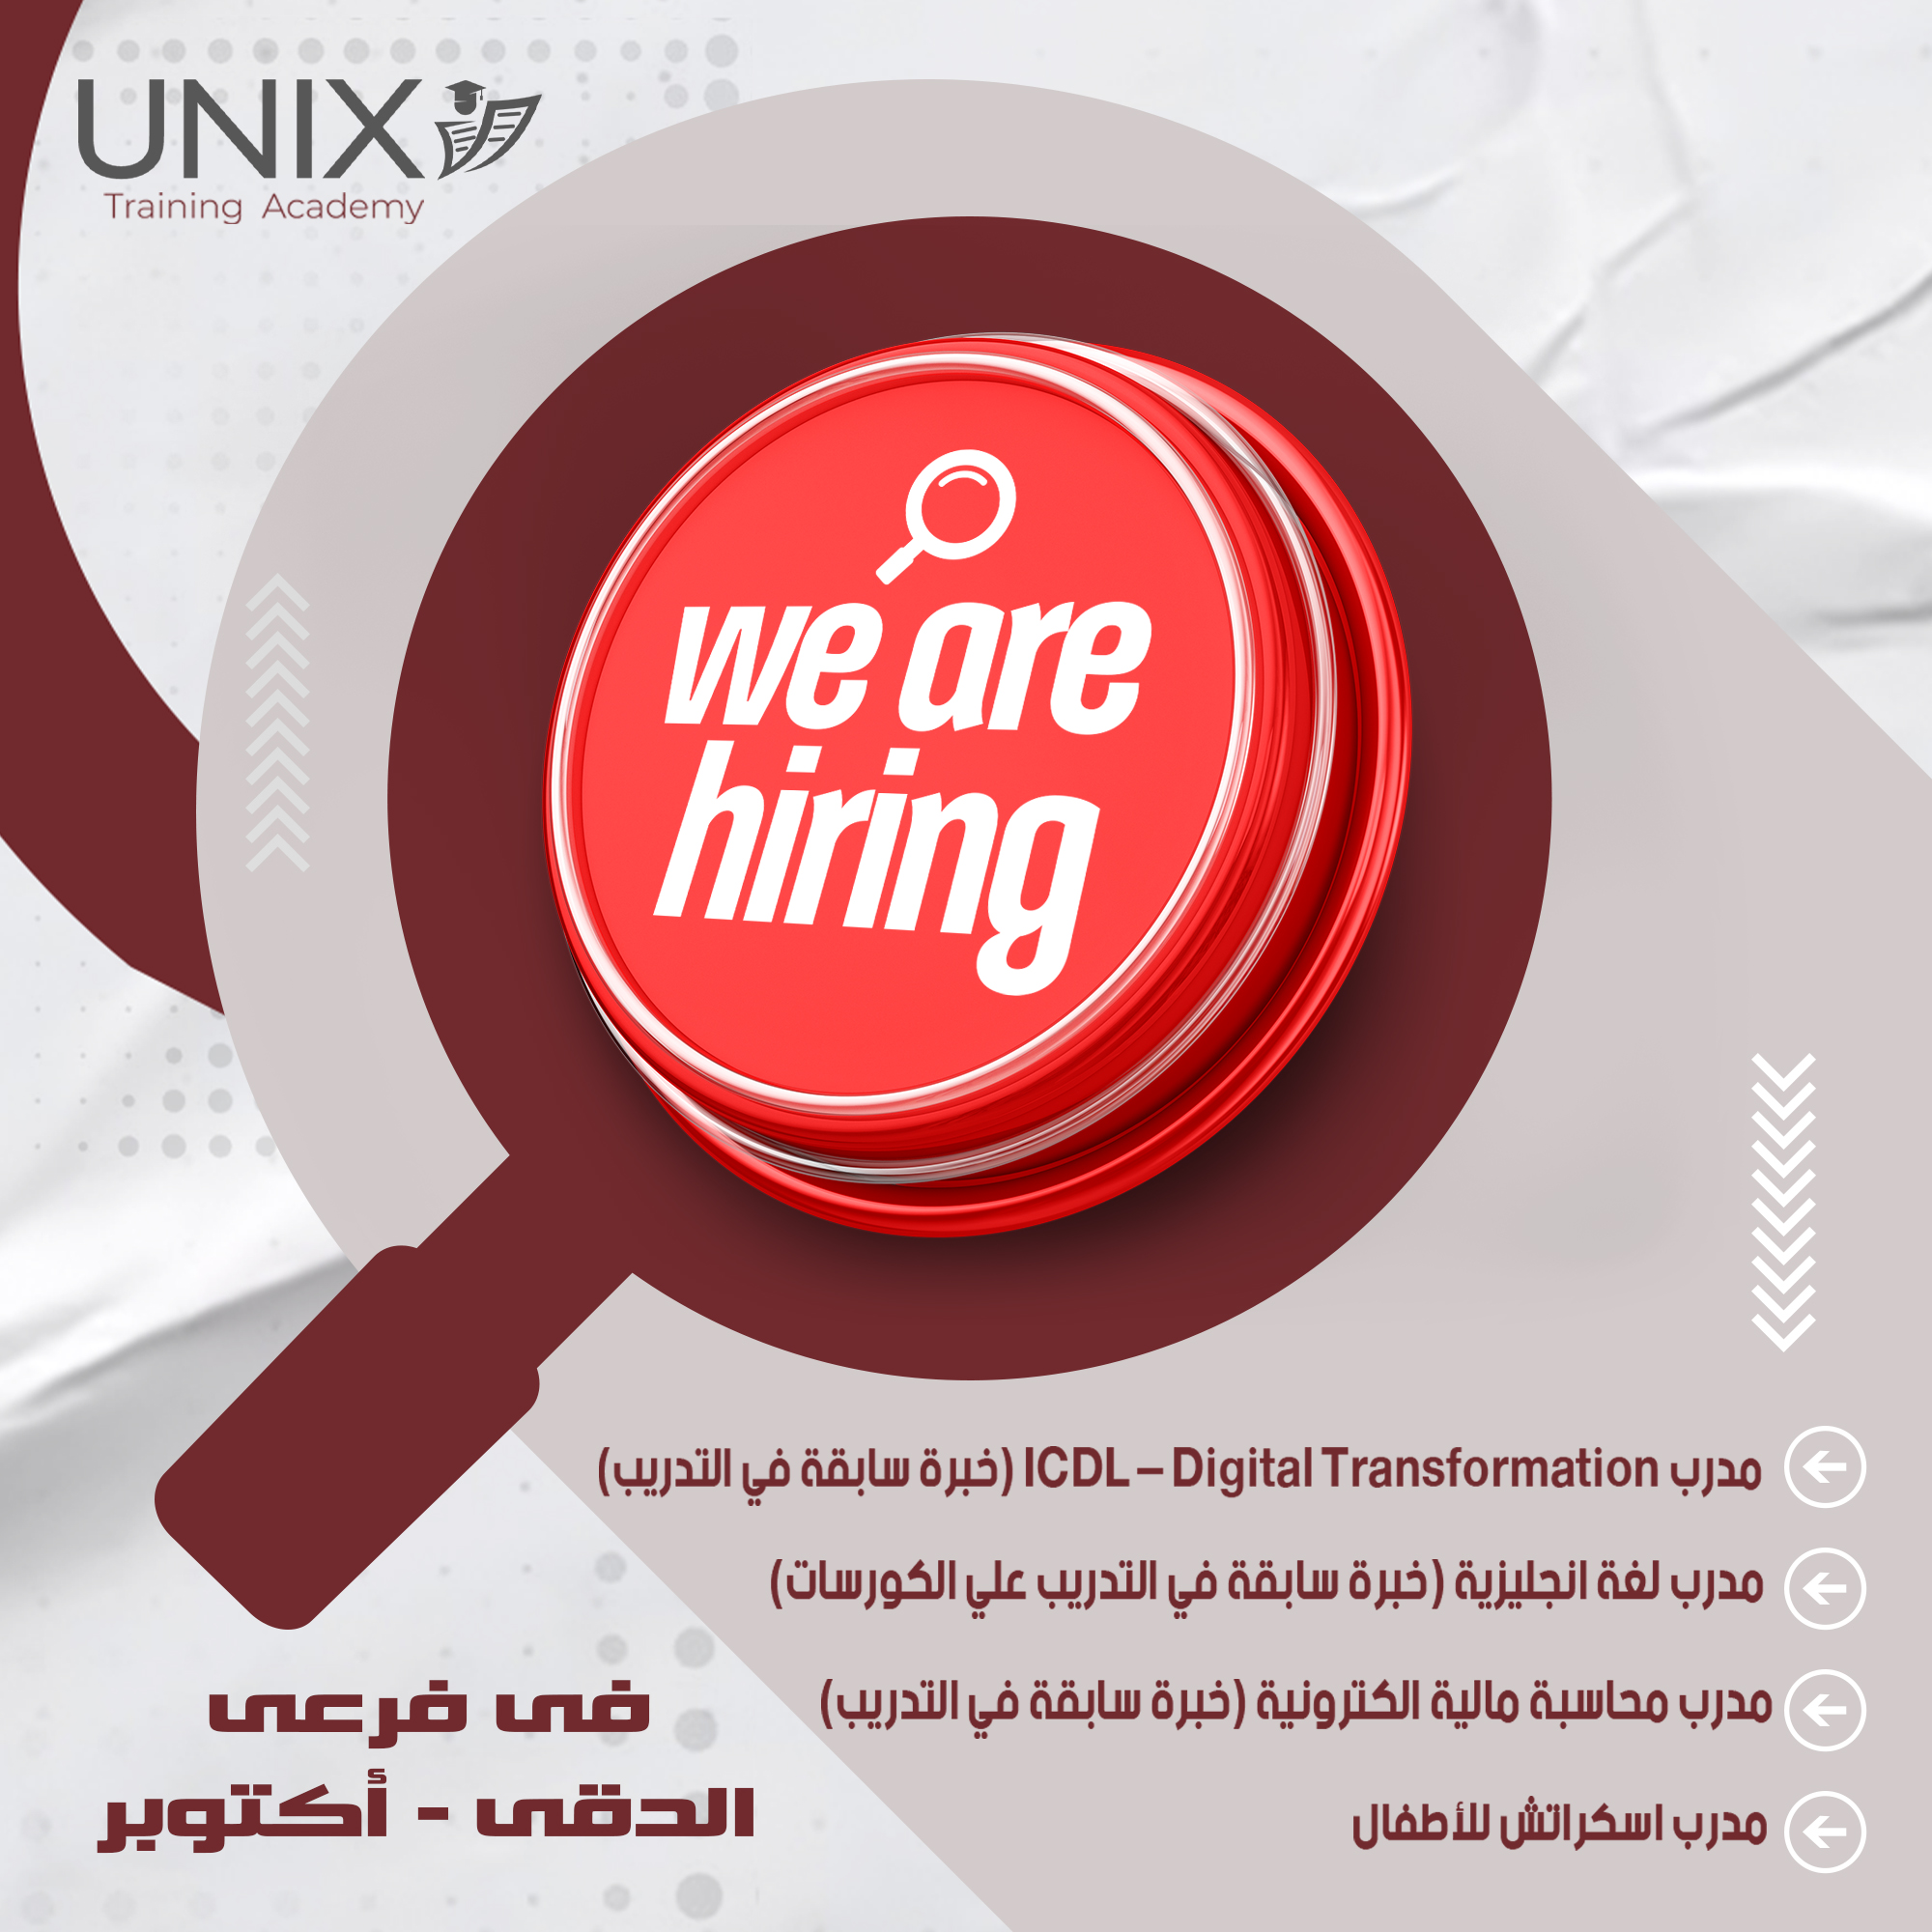 UNIX
Training Academy
we are
hiring
مدرب ICDL – Digital Transformation (خبرة سابقة في التدريب)
مدرب لغة انجليزية (خبرة سابقة في التدريب علي الكورسات)
مدرب محاسبة مالية الكترونية (خبرة سابقة في التدريب)
مدرب اسكراتش للأطفال
فى فرعى
الدقى - أكتوبر